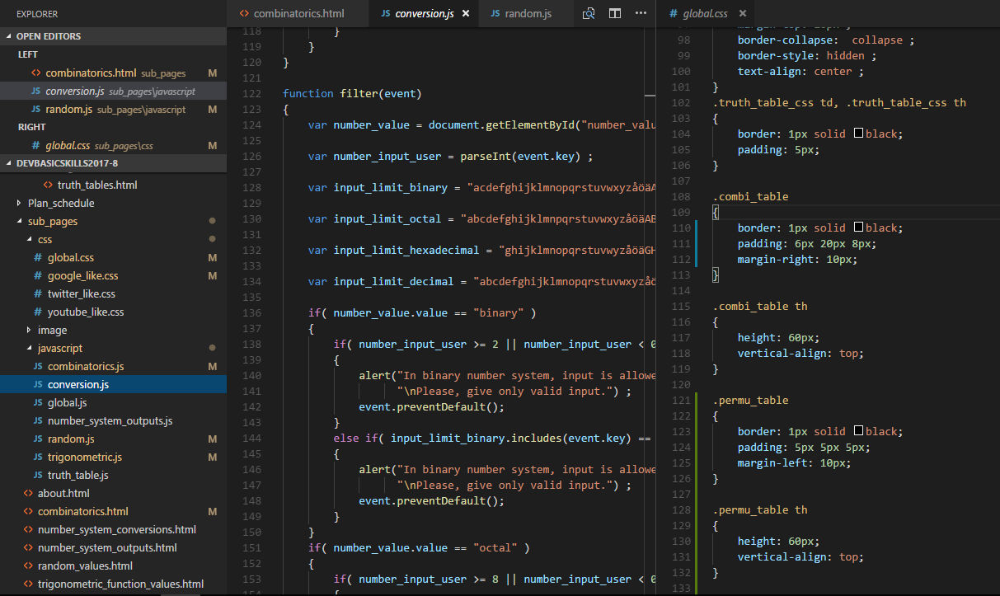 EXPLORER
OPEN EDITORS
LEFT
<> combinatorics.html sub_pages M
JS conversion.js sub_pages\javascript
JS random.js sub_pages\javascript M
RIGHT
# global.css sub_pages\css M
DEVBASICSKILLS2017-8
<> truth_tables.html
Plan_schedule
sub_pages
css
# global.css M
# google_like.css M
# twitter_like.css
# youtube_like.css
image
javascript
JS combinatorics.js M
JS conversion.js
JS global.js
JS number_system_outputs.js
JS random.js M
JS trigonometric.js M
JS truth_table.js
<> about.html
<> combinatorics.html M
<> number_system_conversions.html
<> number_system_outputs.html
<> random_values.html
<> trigonometric_function_values.html
<> combinatorics.html JS conversion.js × JS random.js ...
118 }
119 }
120 }
121
122 function filter(event)
123 {
124 var number_value = document.getElementById("number_valu
125
126 var number_input_user = parseInt(event.key) ;
127
128 var input_limit_binary = "acdefghijklmnopqrstuvwxyzåöäA
129
130 var input_limit_octal = "abcdefghijklmnpqrstuvwxyzåöäAB
131
132 var input_limit_hexadecimal = "ghijklmnopqrstuvwyzåöäGH
133
134 var input_limit_decimal = "abcdefghijklmnopqrstuvwxyzåö
135
136 if( number_value.value == "binary" )
137 {
138 if( number_input_user >= 2 || number_input_user < 0
139 {
140 alert("In binary number system, input is allowe
141 "\nPlease, give only valid input.") ;
142 event.preventDefault();
143 }
144 else if( input_limit_binary.includes(event.key) ==
145 {
146 alert("In binary number system, input is allowe
147 "\nPlease, give only valid input.") ;
148 event.preventDefault();
149 }
150 }
151 if( number_value.value == "octal" )
152 {
153 if( number_input_user >= 8 || number_input_user < 0
154 {
# global.css ×
98 border-collapse: collapse ;
99 border-style: hidden ;
100 text-align: center ;
101 }
102 .truth_table_css td, .truth_table_css th
103 {
104 border: 1px solid black;
105 padding: 5px;
106 }
107
108 .combi_table
109 {
110 border: 1px solid black;
111 padding: 6px 20px 8px;
112 margin-right: 10px;
113 }
114
115 .combi_table th
116 {
117 height: 60px;
118 vertical-align: top;
119 }
120
121 .permu_table
122 {
123 border: 1px solid black;
124 padding: 5px 5px 5px;
125 margin-left: 10px;
126 }
127
128 .permu_table th
129 {
130 height: 60px;
131 vertical-align: top;
132 }
133